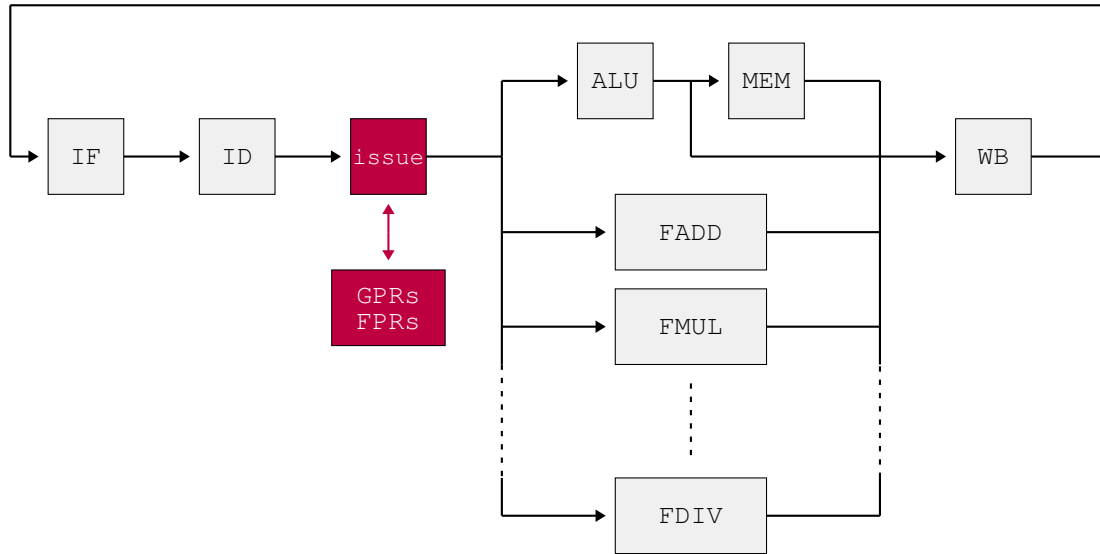 ALU
MEM
IF
ID
issue
WB
FADD
GPRs
FPRs
FMUL
FDIV